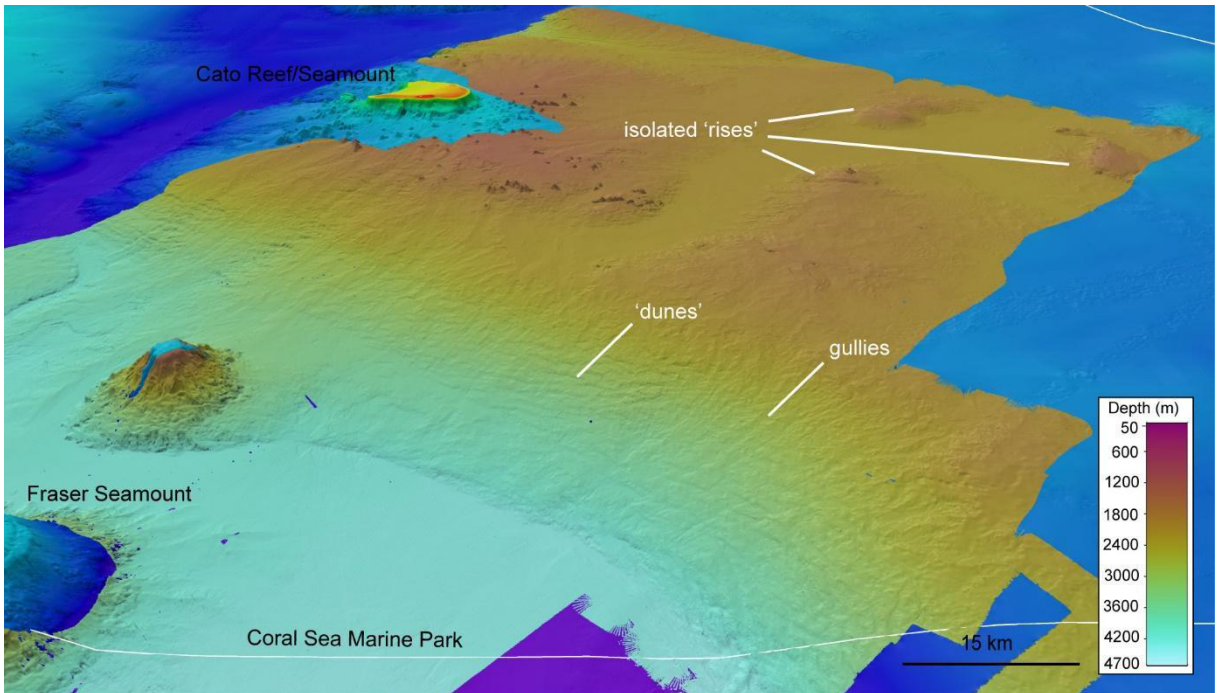 Cato Reef/Seamount
isolated 'rises'
'dunes'
gullies
Fraser Seamount
Coral Sea Marine Park
15 km
Depth (m)
50
600
1200
1800
2400
3000
3600
4200
4700